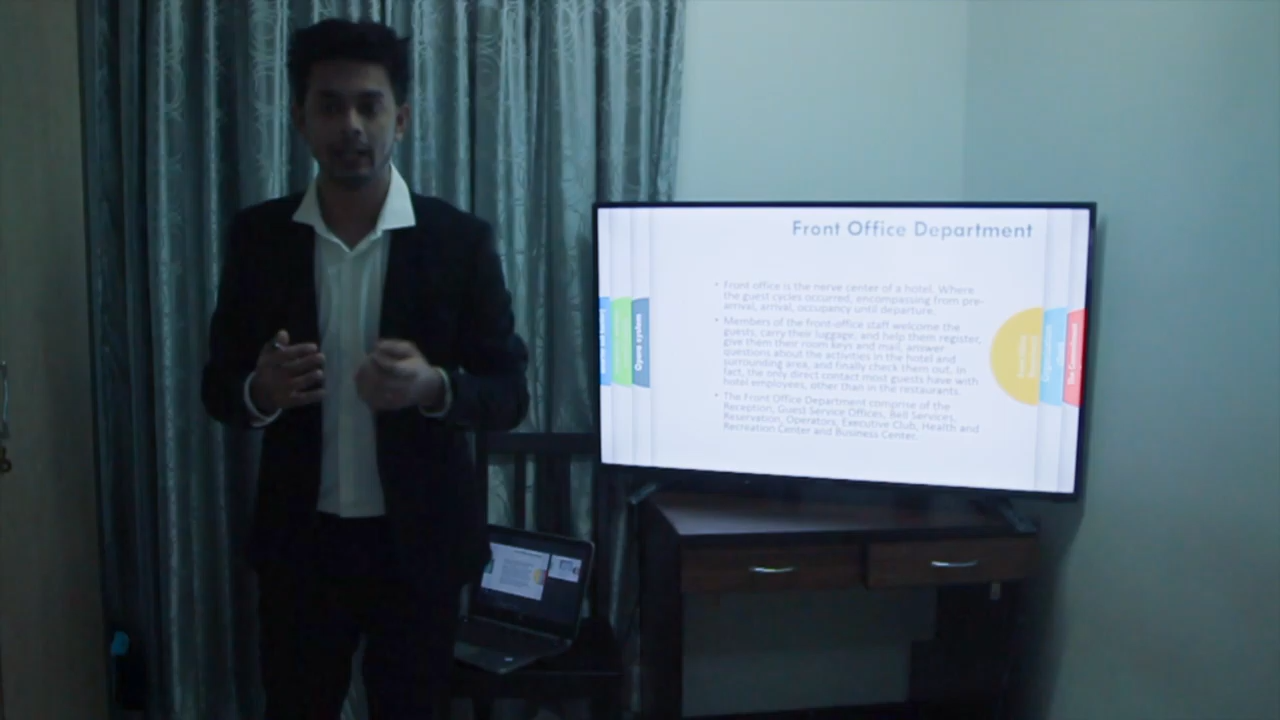 Front Office Department
• Front office is the nerve center of a hotel. Where
the guest cycles occurred, encompassing from pre-
arrival, arrival, occupancy until departure.
• Members of the front-office staff welcome the
guests, carry their luggage, and help them register,
give them their room keys and mail, answer
questions about the activities in the hotel and
surrounding area, and finally check them out. In
fact, the only direct contact most guests have with
hotel employees, other than in the restaurants.
• The Front Office Department comprise of the
Reception, Guest Service Offices, Bell Services,
Reservation, Operators, Executive Club, Health and
Recreation Center and Business Center.
Opera system